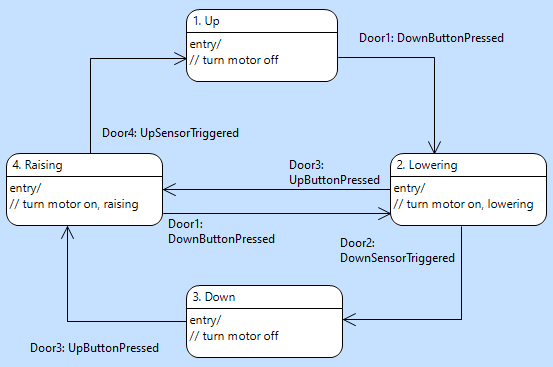 1. Up
entry/
// turn motor off
Door1: DownButtonPressed
Door4: UpSensorTriggered
4. Raising
entry/
// turn motor on, raising
Door3:
UpButtonPressed
2. Lowering
entry/
// turn motor on, lowering
Door1:
DownButtonPressed
Door2:
DownSensorTriggered
3. Down
entry/
// turn motor off
Door3: UpButtonPressed